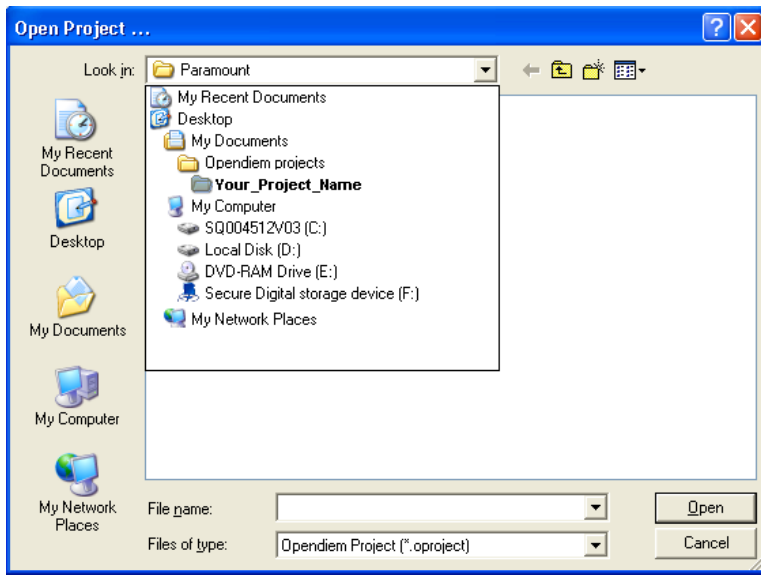 Open Project ...
Look in: Paramount
My Recent Documents
Desktop
My Documents
Opendiem projects
Your_Project_Name
My Computer
SQ004512V03 (C:)
Local Disk (D:)
DVD-RAM Drive (E:)
Secure Digital storage device (F:)
My Network Places
My Recent
Documents
Desktop
My Documents
My Computer
My Network
Places
File name:
Open
Files of type: Opendiem Project (*.oproject)
Cancel